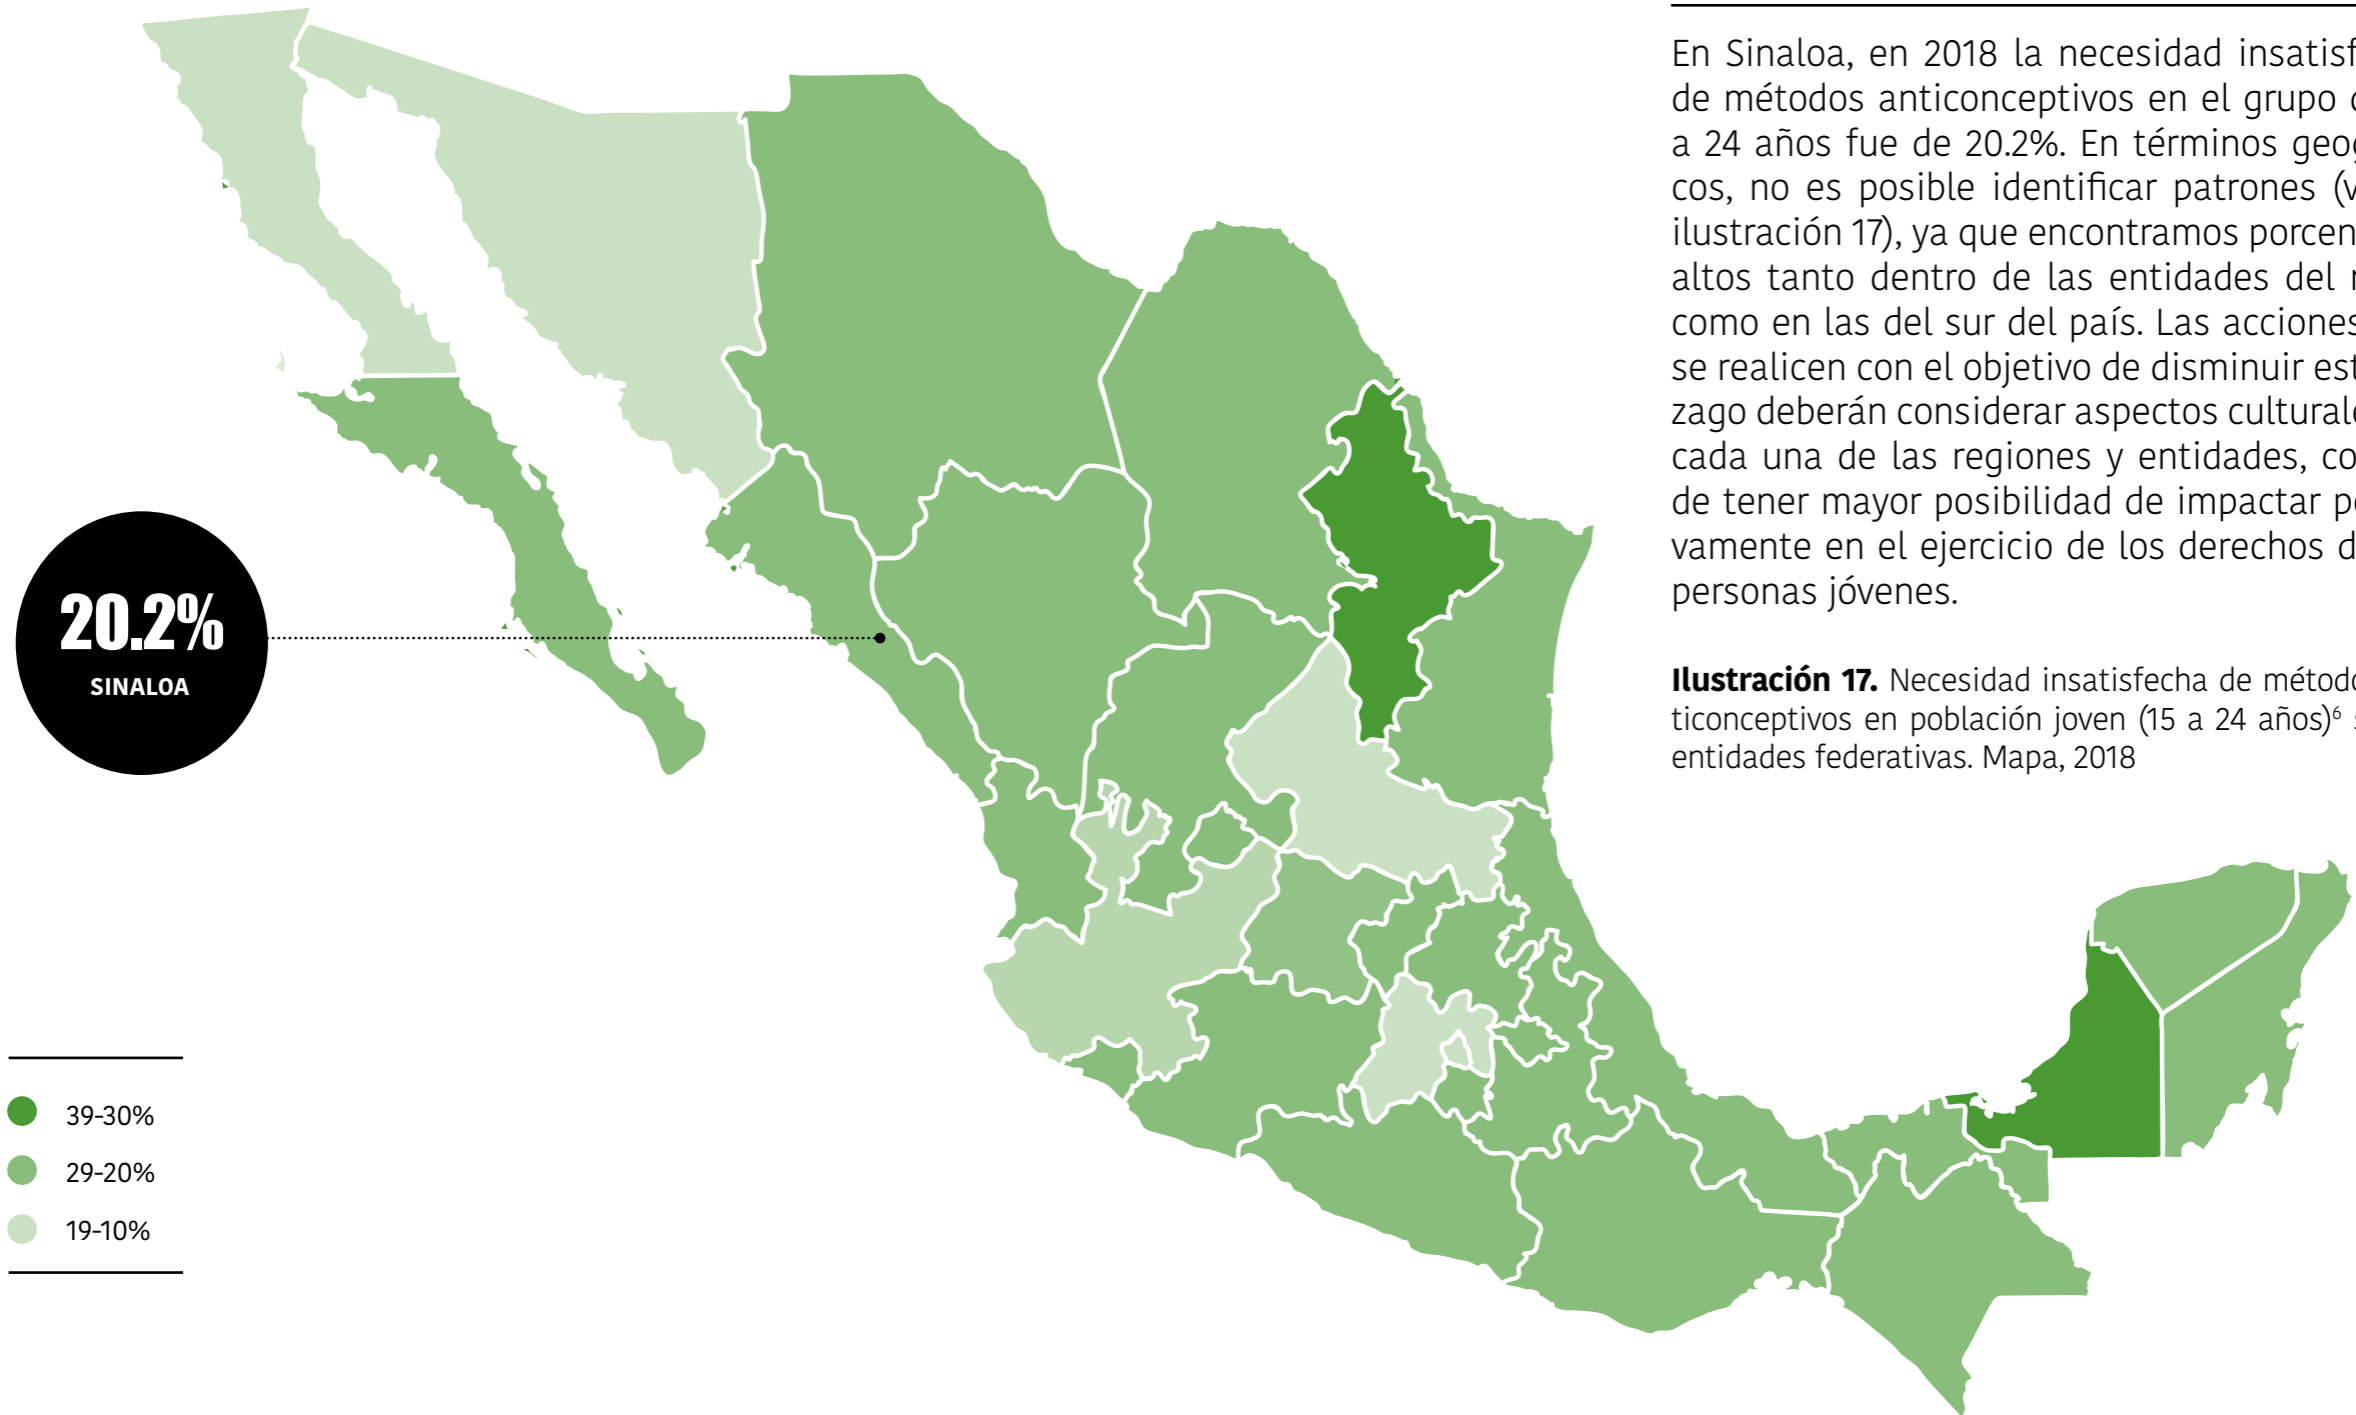 En Sinaloa, en 2018 la necesidad insatisf
de métodos anticonceptivos en el grupo
a 24 años fue de 20.2%. En términos geo
cos, no es posible identificar patrones (v
ilustración 17), ya que encontramos porcen
altos tanto dentro de las entidades del
como en las del sur del país. Las acciones
se realicen con el objetivo de disminuir est
zago deberán considerar aspectos cultural
cada una de las regiones y entidades, co
de tener mayor posibilidad de impactar p
vamente en el ejercicio de los derechos d
personas jóvenes.
Ilustración 17. Necesidad insatisfecha de método
ticonceptivos en población joven (15 a 24 años)⁶
entidades federativas. Mapa, 2018
20.2%
SINALOA
39-30%
29-20%
19-10%